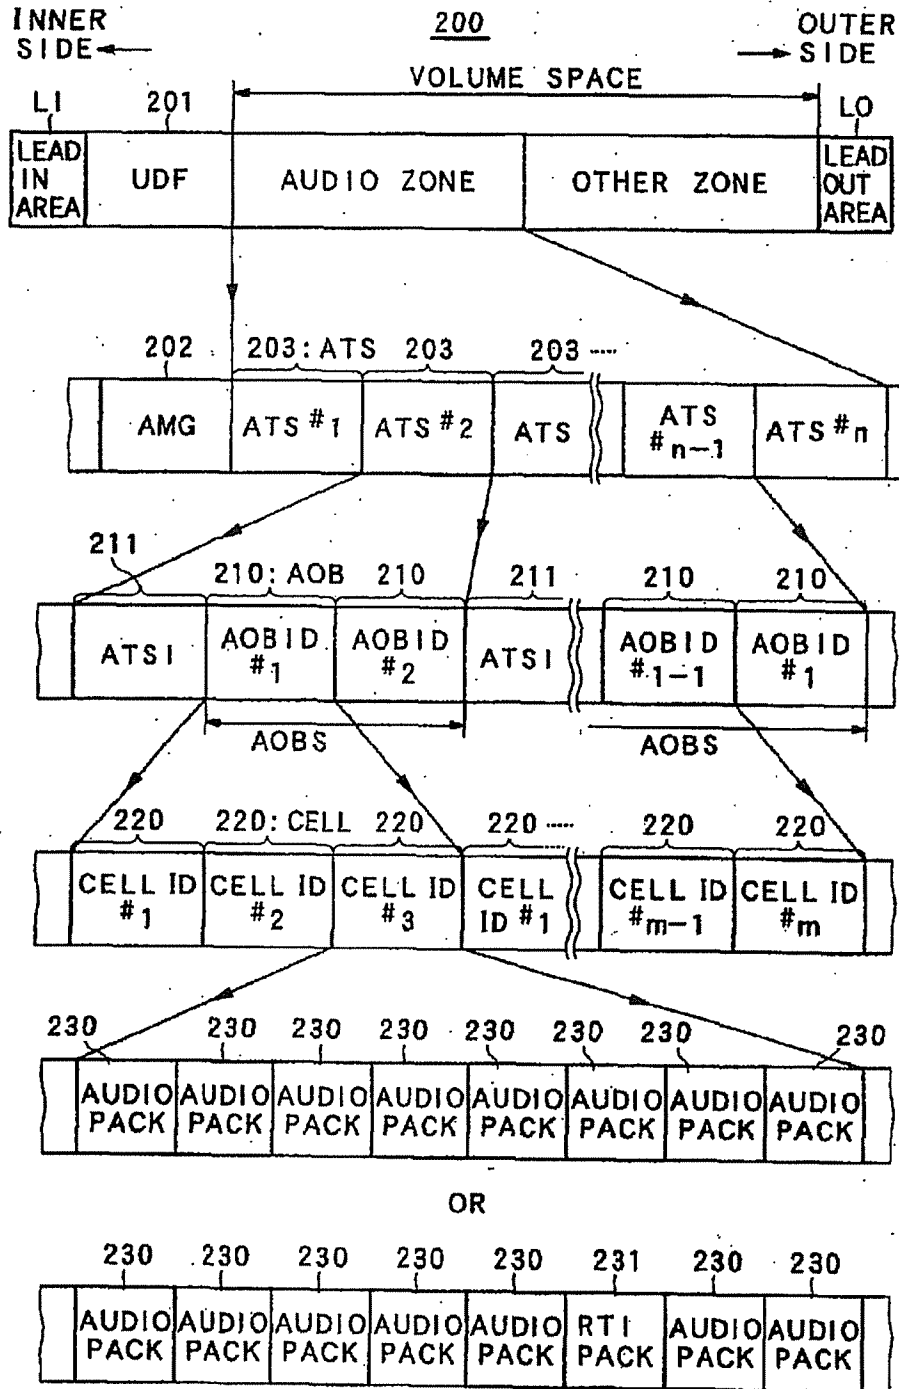 INNER SIDE
200
OUTER SIDE
VOLUME SPACE
LI 201 LO
LEAD IN AREA
UDF
AUDIO ZONE
OTHER ZONE
LEAD OUT AREA
202 203:ATS 203 203 ·····
AMG
ATS #1
ATS #2
ATS
ATS #n-1
ATS #n
211 210:AOB 210 211 210 210
ATSI
AOBID #1
AOBID #2
ATSI
AOBID #1-1
AOBID #1
AOBS AOBS
220 220:CELL 220 220 ····· 220 220
CELL ID #1
CELL ID #2
CELL ID #3
CELL ID #1
CELL ID #m-1
CELL ID #m
230 230 230 230 230 230 230 230
AUDIO PACK
AUDIO PACK
AUDIO PACK
AUDIO PACK
AUDIO PACK
AUDIO PACK
AUDIO PACK
AUDIO PACK
OR
230 230 230 230 230 231 230 230
AUDIO PACK
AUDIO PACK
AUDIO PACK
AUDIO PACK
AUDIO PACK
RTI PACK
AUDIO PACK
AUDIO PACK